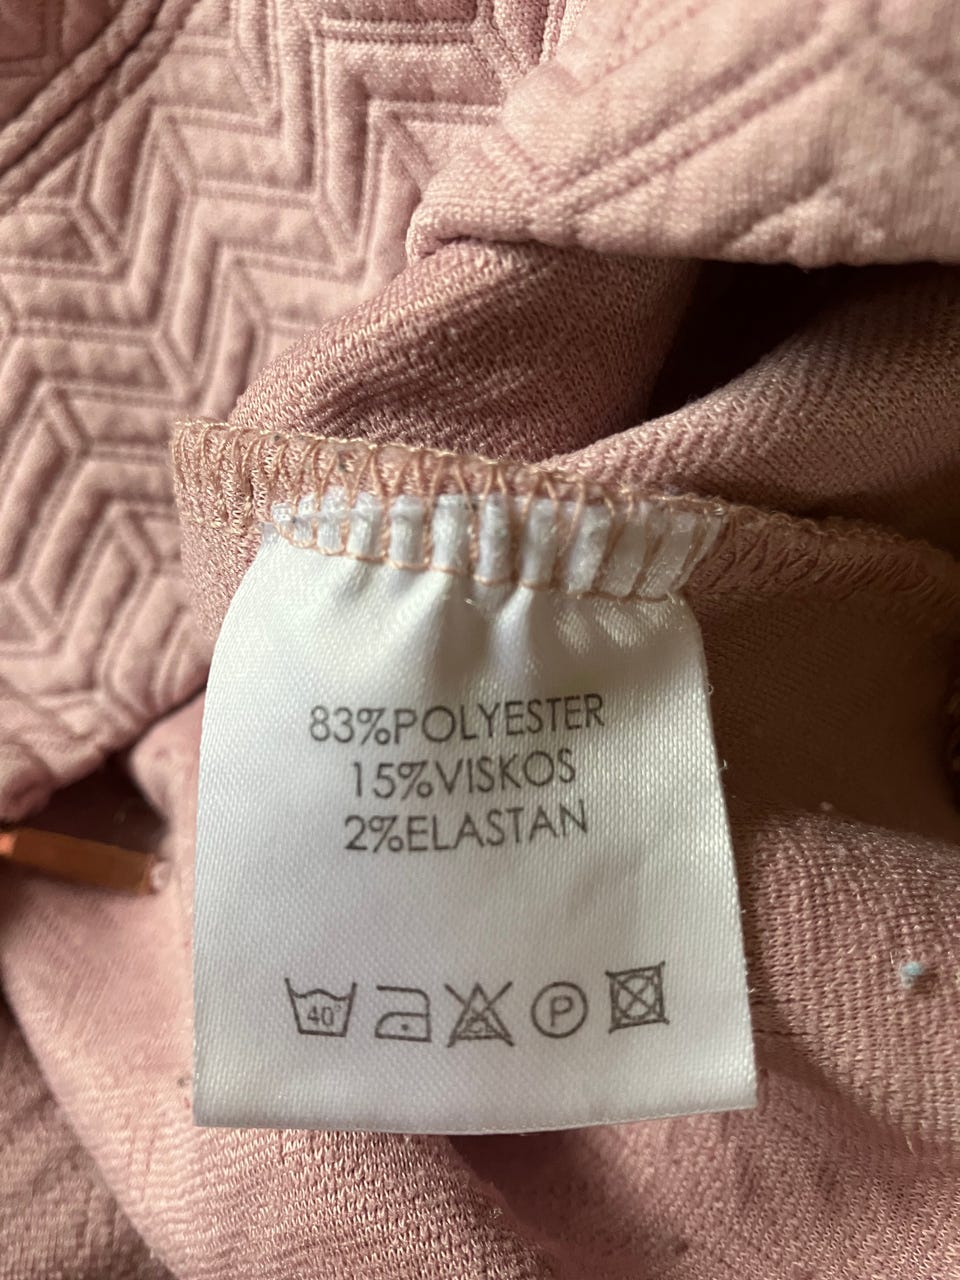 83%POLYESTER
15%VISKOS
2%ELASTAN
40° P